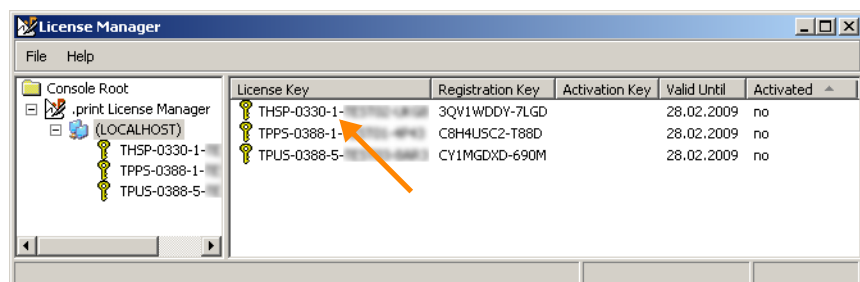 License Manager
File Help
Console Root
.print License Manager
(LOCALHOST)
THSP-0330-1-
TPPS-0388-1-
TPUS-0388-5-
License Key Registration Key Activation Key Valid Until Activated
THSP-0330-1- 3QV1WDDY-7LGD 28.02.2009 no
TPPS-0388-1- C8H4USC2-T88D 28.02.2009 no
TPUS-0388-5- CY1MGDXD-690M 28.02.2009 no